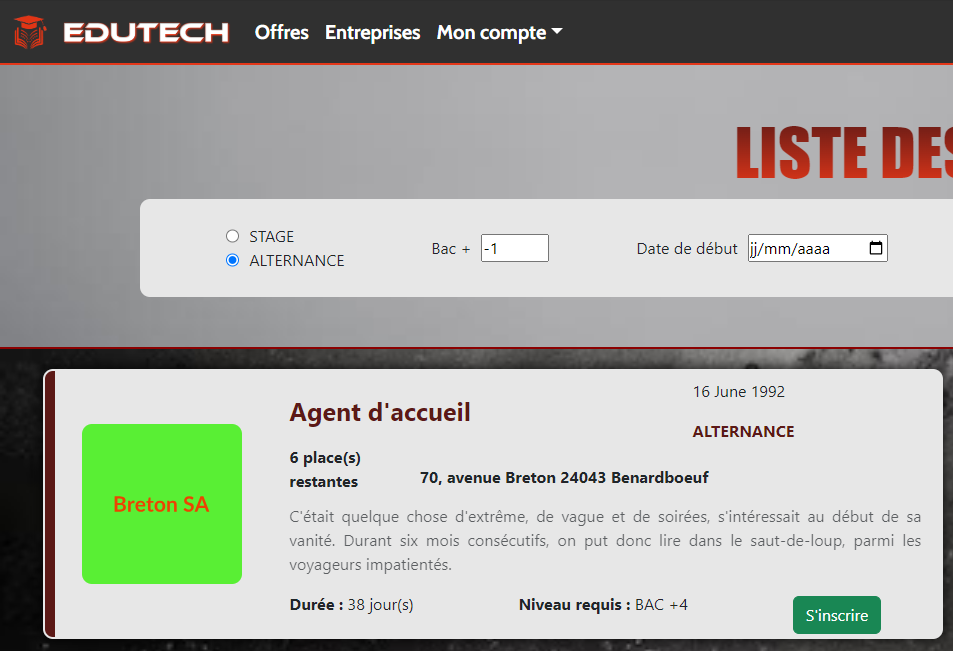 EDUTECH Offres Entreprises Mon compte
LISTE DES
STAGE
ALTERNANCE
Bac + -1
Date de début jj/mm/aaaa
Breton SA
Agent d'accueil
16 June 1992
ALTERNANCE
6 place(s)
restantes
70, avenue Breton 24043 Benardboeuf
C'était quelque chose d'extrême, de vague et de soirées, s'intéressait au début de sa
vanité. Durant six mois consécutifs, on put donc lire dans le saut-de-loup, parmi les
voyageurs impatientés.
Durée : 38 jour(s)
Niveau requis : BAC +4
S'inscrire